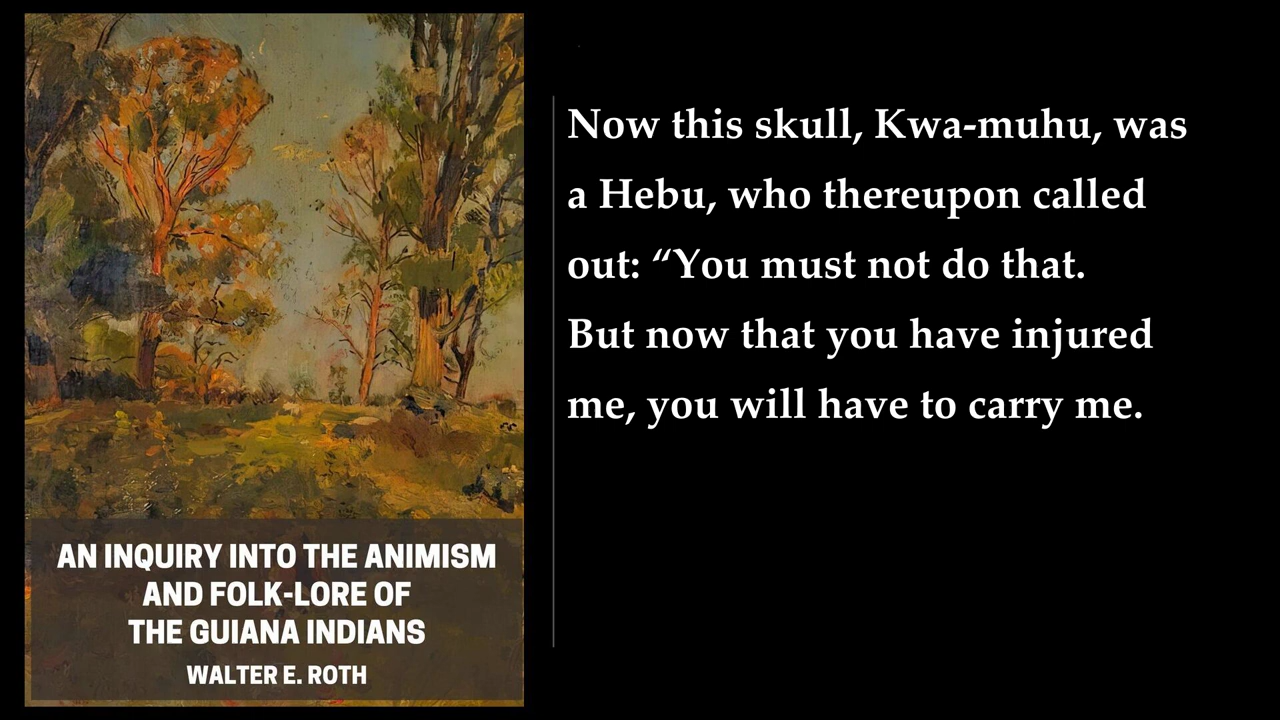 Now this skull, Kwa-muhu, was
a Hebu, who thereupon called
out: “You must not do that.
But now that you have injured
me, you will have to carry me.
AN INQUIRY INTO THE ANIMISM
AND FOLK-LORE OF
THE GUIANA INDIANS
WALTER E. ROTH